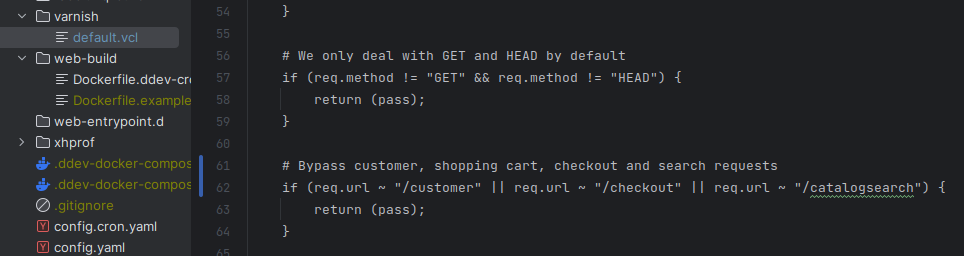 varnish
default.vcl
web-build
Dockerfile.ddev-cro
Dockerfile.example
web-entrypoint.d
xhprof
.ddev-docker-compos
.ddev-docker-compos
.gitignore
config.cron.yaml
config.yaml
54 }
55
56 # We only deal with GET and HEAD by default
57 if (req.method != "GET" && req.method != "HEAD") {
58 return (pass);
59 }
60
61 # Bypass customer, shopping cart, checkout and search requests
62 if (req.url ~ "/customer" || req.url ~ "/checkout" || req.url ~ "/catalogsearch") {
63 return (pass);
64 }
65